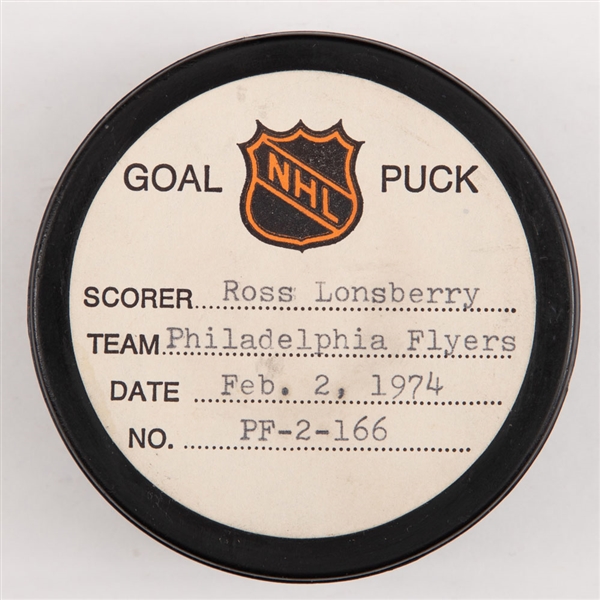 GOAL NHL PUCK
SCORER Ross Lonsberry
TEAM Philadelphia Flyers
DATE Feb. 2, 1974
NO. PF-2-166